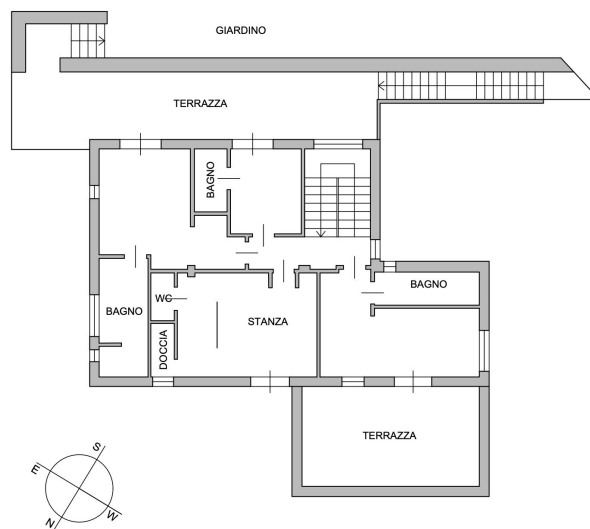 GIARDINO
TERRAZZA
BAGNO
BAGNO
WC
BAGNO
STANZA
DOCCIA
TERRAZZA
S
E
W
N